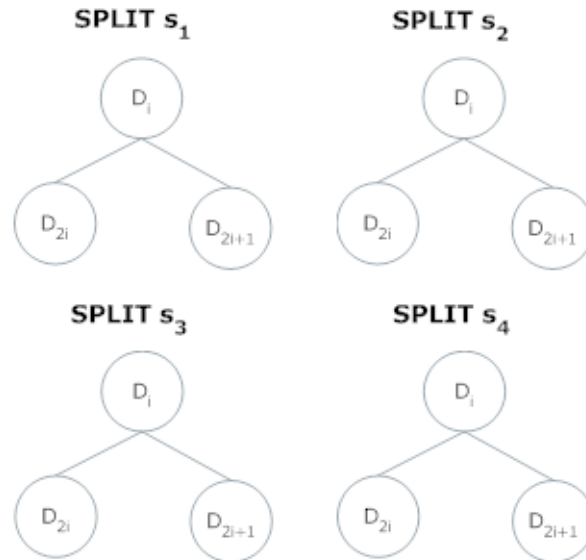 SPLIT s₁ SPLIT s₂
Dᵢ Dᵢ
D₂ᵢ D₂ᵢ₊₁ D₂ᵢ D₂ᵢ₊₁
SPLIT s₃ SPLIT s₄
Dᵢ Dᵢ
D₂ᵢ D₂ᵢ₊₁ D₂ᵢ D₂ᵢ₊₁